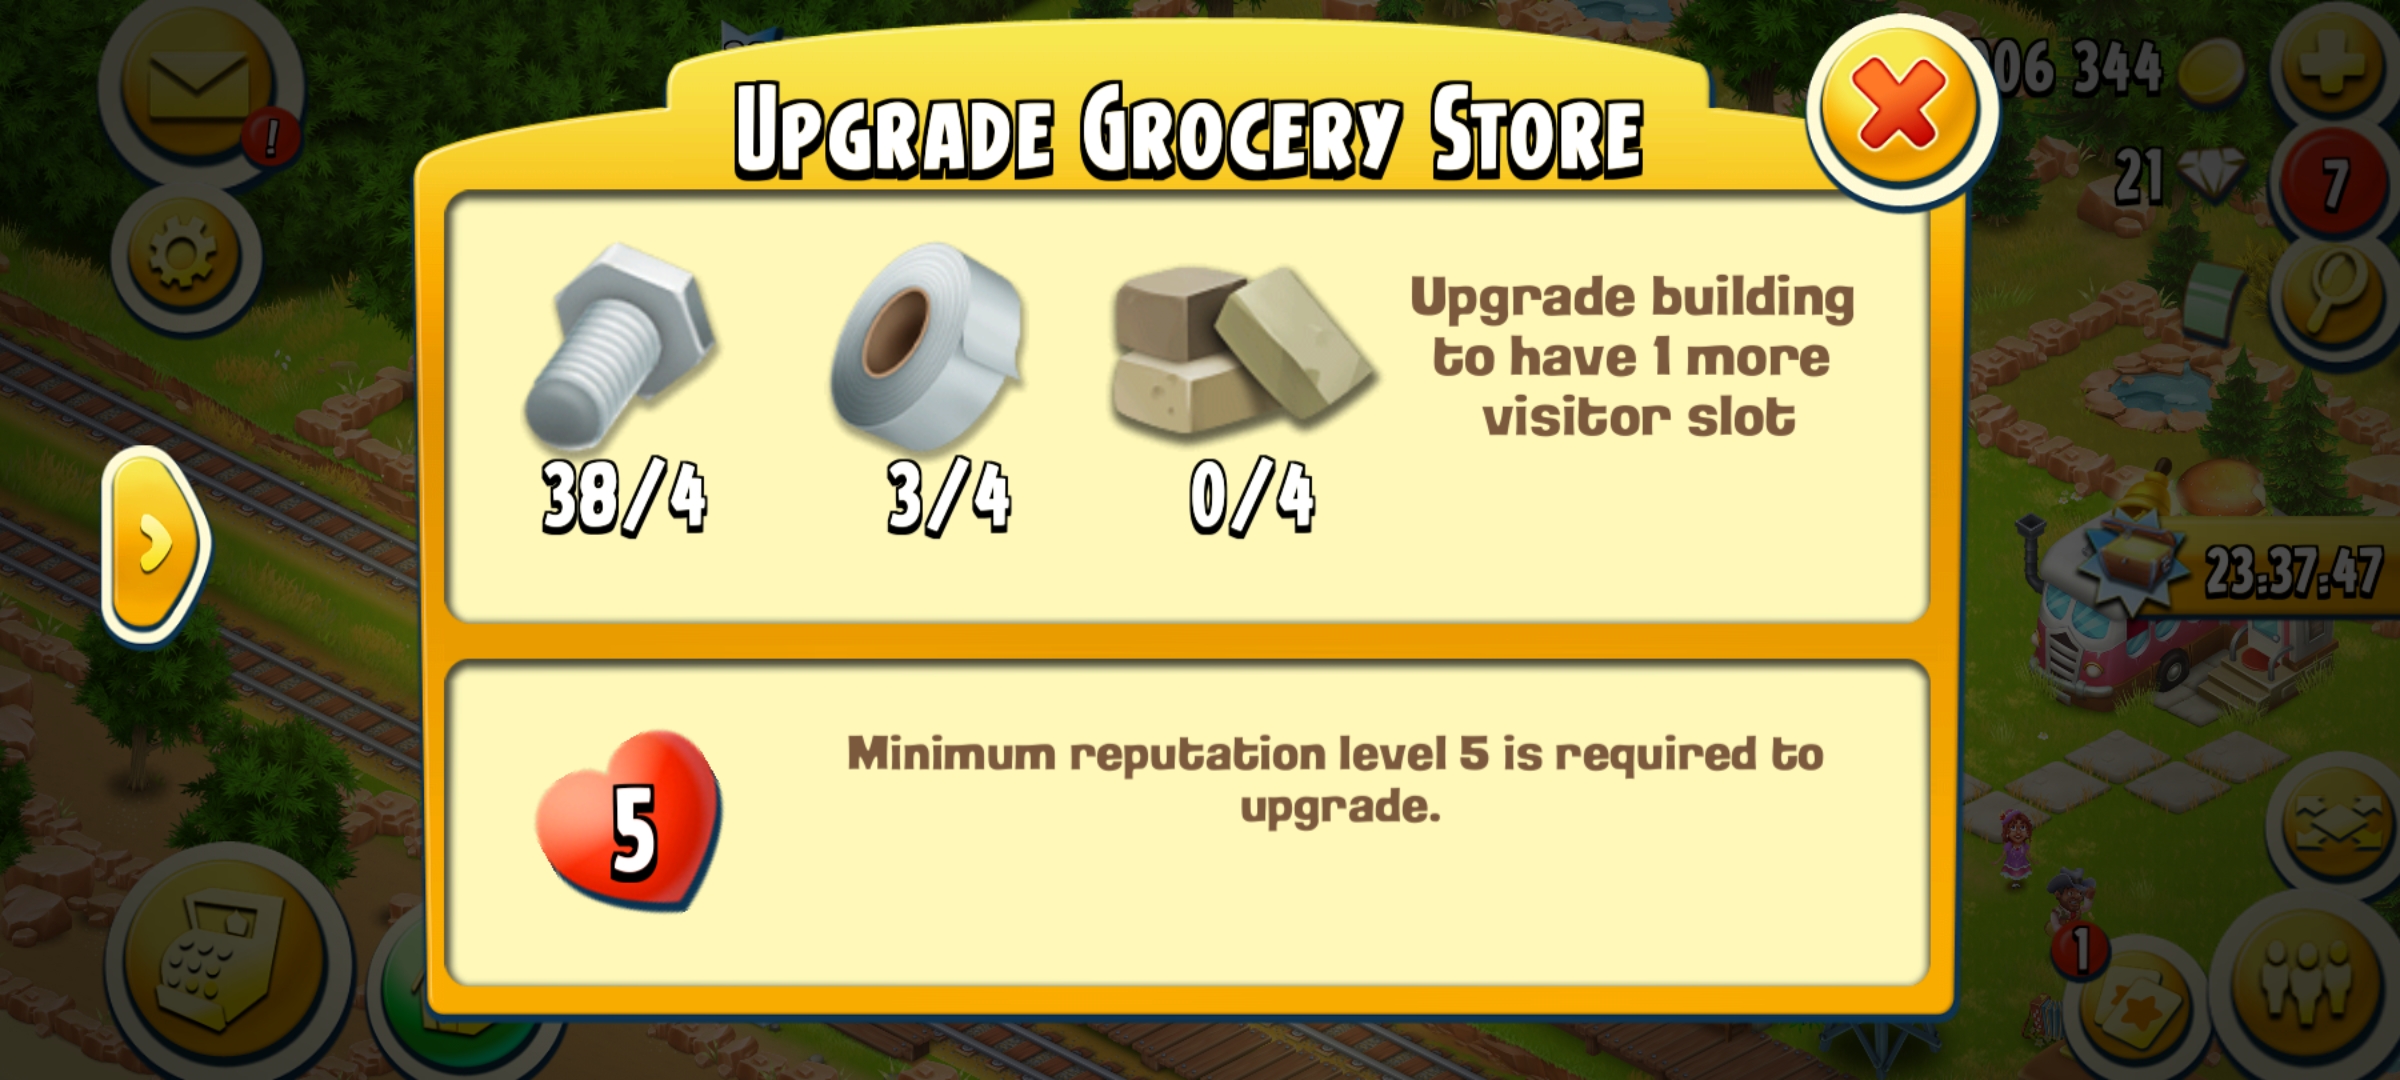 UPGRADE GROCERY STORE
!
06 344
21
7
38/4
3/4
0/4
Upgrade building
to have 1 more
visitor slot
23:37:47
5
Minimum reputation level 5 is required to
upgrade.
1